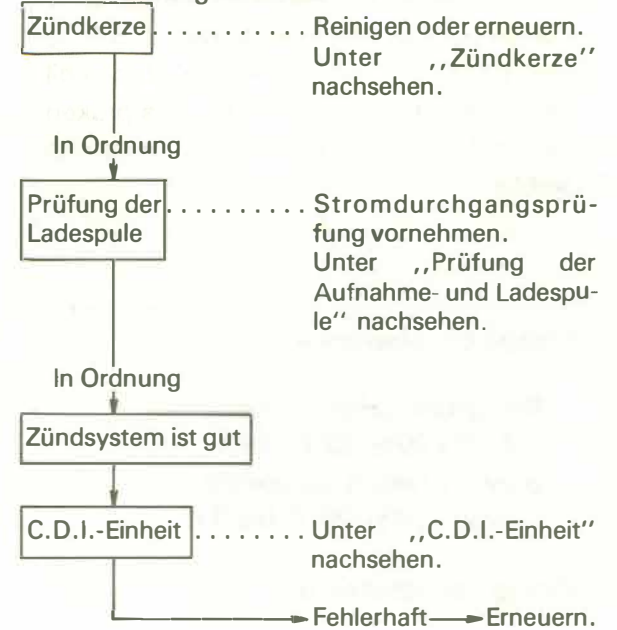 Zündkerze . . . . . . . . . . . Reinigen oder erneuern.
Unter ,,Zündkerze''
nachsehen.
In Ordnung
Prüfung der . . . . . . . . . . Stromdurchgangsprü-
Ladespule fung vornehmen.
Unter ,,Prüfung der
Aufnahme- und Ladespu-
le'' nachsehen.
In Ordnung
Zündsystem ist gut
C.D.I.-Einheit . . . . . . . . Unter ,,C.D.I.-Einheit''
nachsehen.
Fehlerhaft Erneuern.